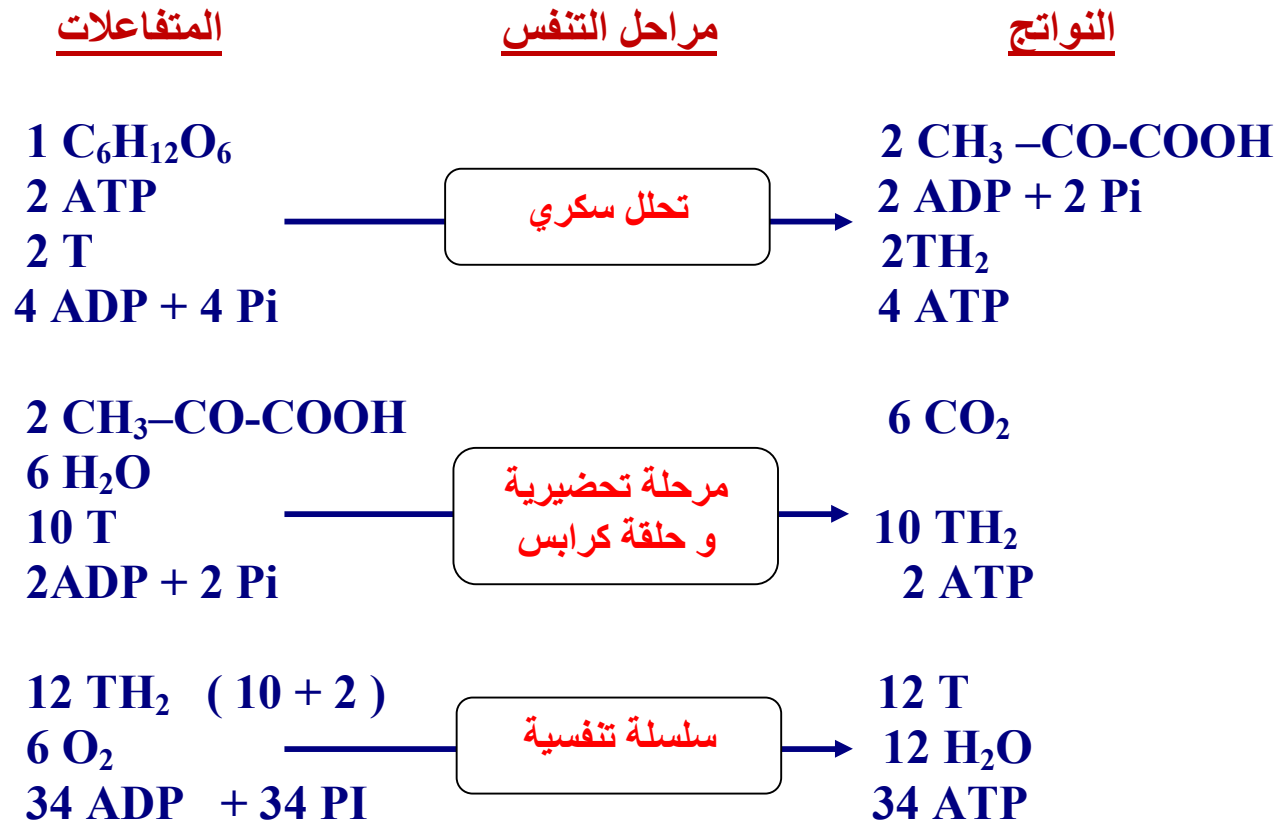 المتفاعلات
مراحل التنفس
النواتج
1 C₆H₁₂O₆
2 ATP
2 T
4 ADP + 4 Pi
تحلل سكري
2 CH₃ –CO-COOH
2 ADP + 2 Pi
2TH₂
4 ATP
2 CH₃–CO-COOH
6 H₂O
10 T
2ADP + 2 Pi
مرحلة تحضيرية
و حلقة كرابس
6 CO₂
10 TH₂
2 ATP
12 TH₂ ( 10 + 2 )
6 O₂
34 ADP + 34 PI
سلسلة تنفسية
12 T
12 H₂O
34 ATP